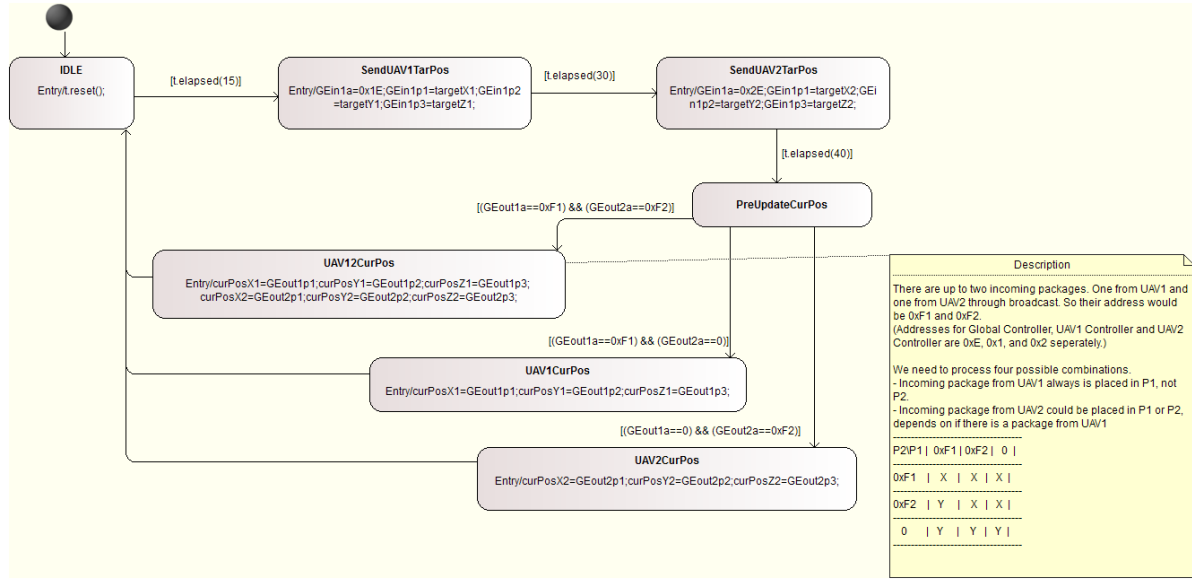 IDLE
Entry/t.reset();
[t.elapsed(15)]
SendUAV1TarPos
Entry/GEin1a=0x1E;GEin1p1=targetX1;GEin1p2
=targetY1;GEin1p3=targetZ1;
[t.elapsed(30)]
SendUAV2TarPos
Entry/GEin1a=0x2E;GEin1p1=targetX2;GEi
n1p2=targetY2;GEin1p3=targetZ2;
[t.elapsed(40)]
PreUpdateCurPos
[(GEout1a==0xF1) && (GEout2a==0xF2)]
UAV12CurPos
Entry/curPosX1=GEout1p1;curPosY1=GEout1p2;curPosZ1=GEout1p3;
curPosX2=GEout2p1;curPosY2=GEout2p2;curPosZ2=GEout2p3;
[(GEout1a==0xF1) && (GEout2a==0)]
UAV1CurPos
Entry/curPosX1=GEout1p1;curPosY1=GEout1p2;curPosZ1=GEout1p3;
[(GEout1a==0) && (GEout2a==0xF2)]
UAV2CurPos
Entry/curPosX2=GEout2p1;curPosY2=GEout2p2;curPosZ2=GEout2p3;
Description
There are up to two incoming packages. One from UAV1 and
one from UAV2 through broadcast. So their address would
be 0xF1 and 0xF2.
(Addresses for Global Controller, UAV1 Controller and UAV2
Controller are 0xE, 0x1, and 0x2 seperately.)
We need to process four possible combinations.
- Incoming package from UAV1 always is placed in P1, not
P2.
- Incoming package from UAV2 could be placed in P1 or P2,
depends on if there is a package from UAV1
------------------------------------
P2\P1 | 0xF1 | 0xF2 | 0 |
------------------------------------
0xF1 | X | X | X |
------------------------------------
0xF2 | Y | X | X |
------------------------------------
0 | Y | Y | Y |
------------------------------------